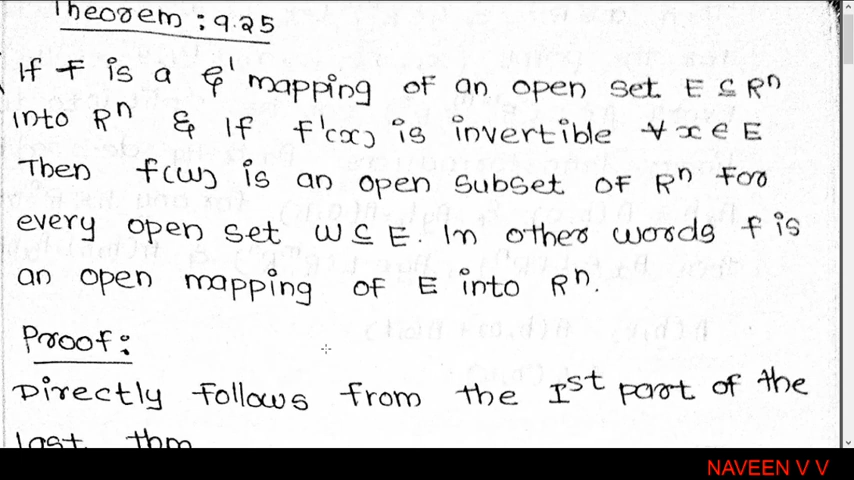 Theorem : 9.25
If f is a 𝒞' mapping of an open set E ⊆ Rⁿ
into Rⁿ & If f'(x) is invertible ∀ x ∈ E
Then f(W) is an open subset of Rⁿ for
every open set W ⊆ E. In other words f is
an open mapping of E into Rⁿ.
Proof:
Directly follows from the Iˢᵗ part of the
last thm
NAVEEN V V